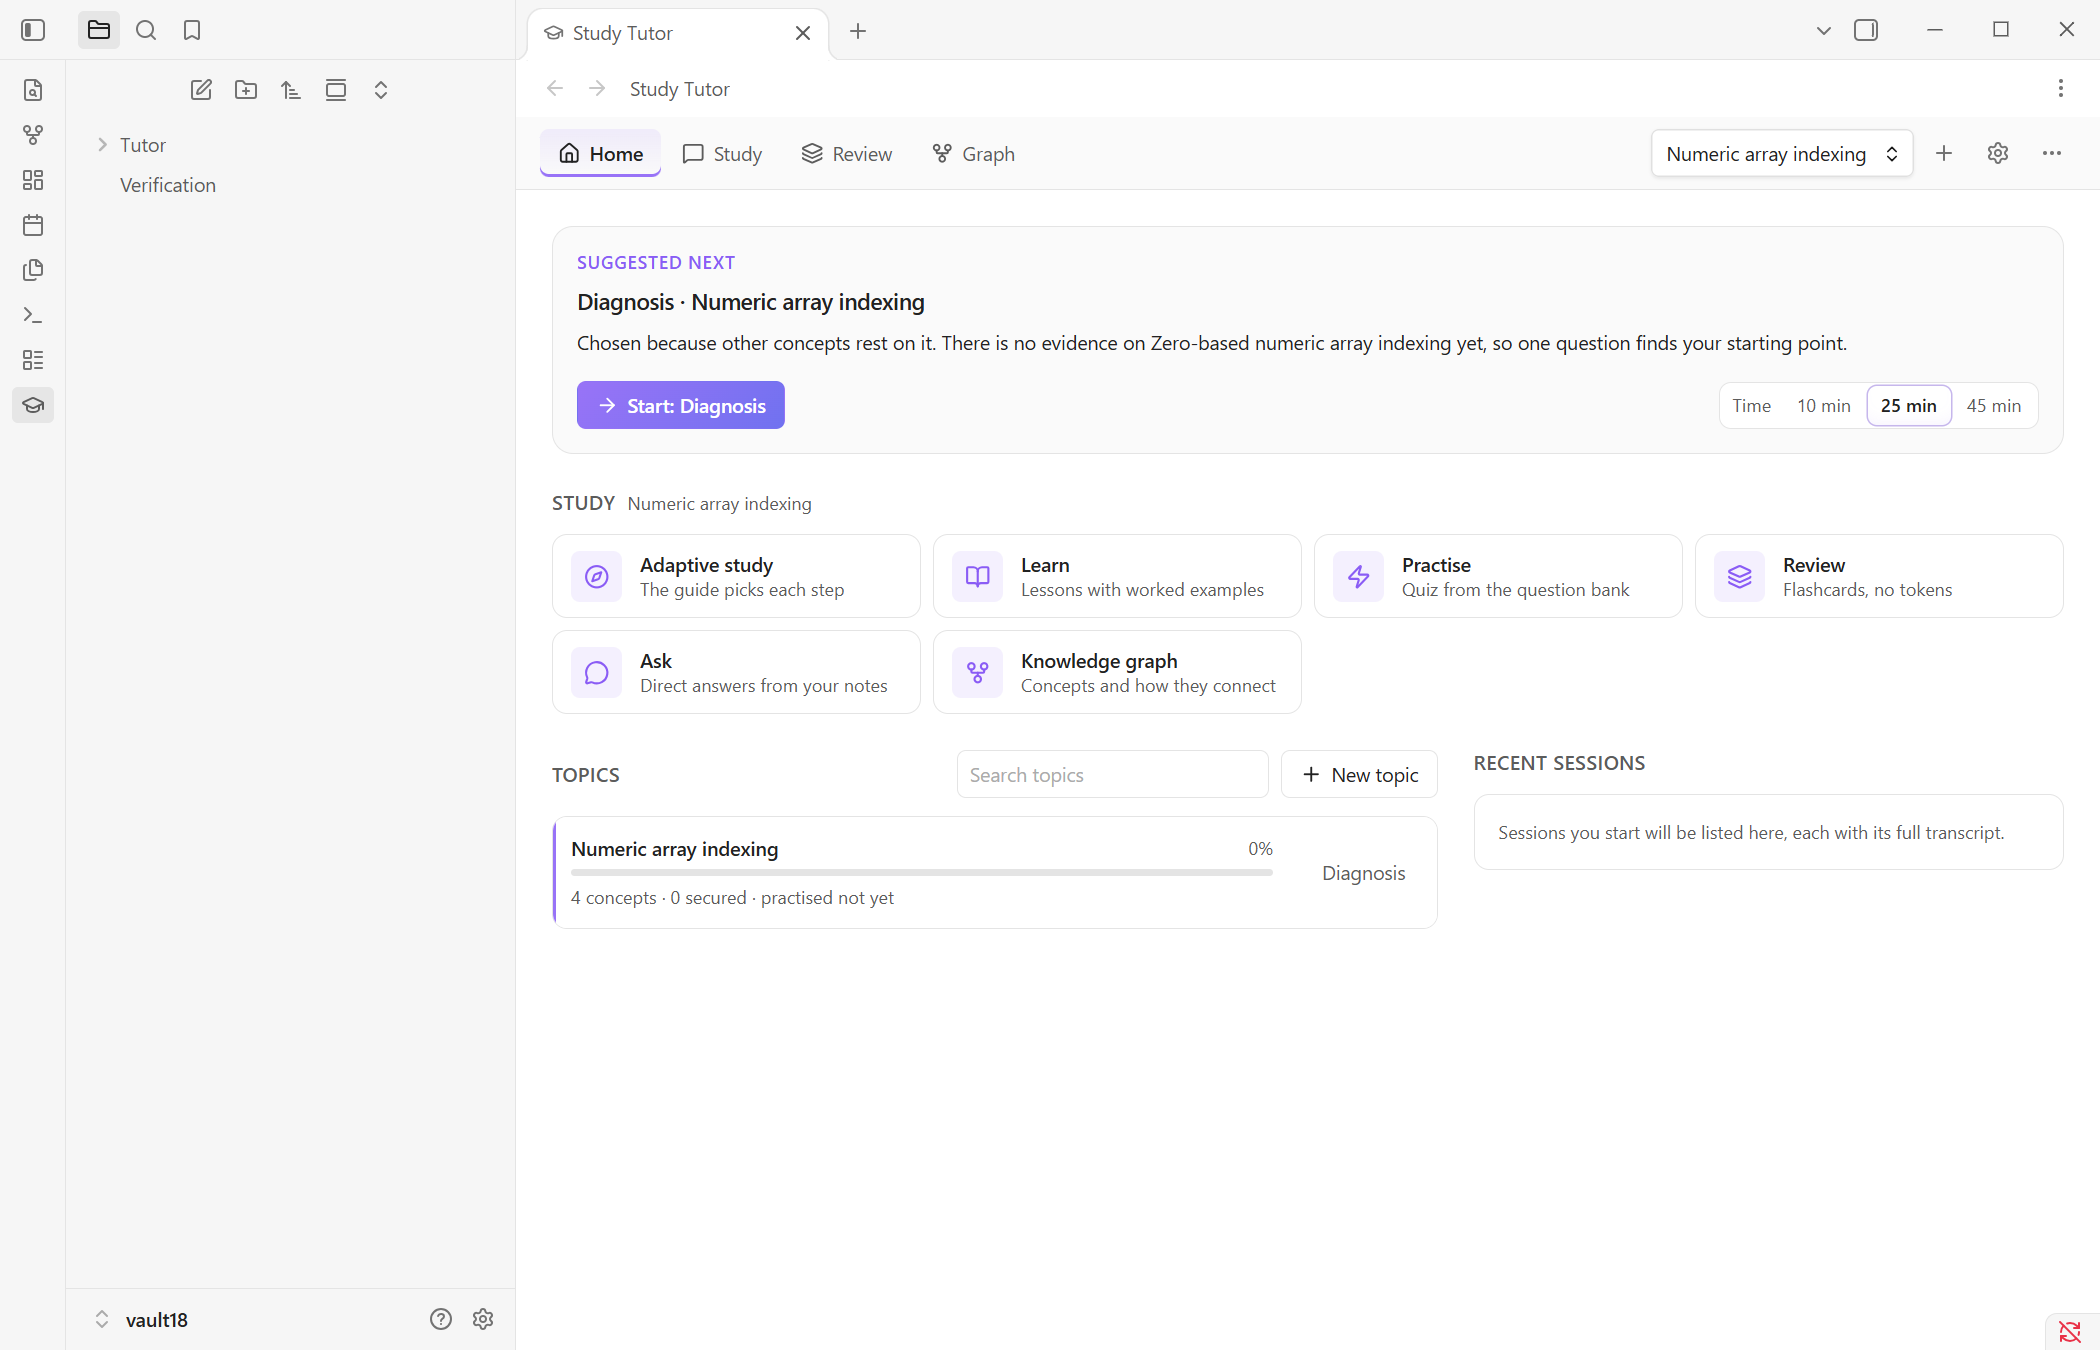 Study Tutor
Study Tutor
Tutor
Verification
Home
Study
Review
Graph
Numeric array indexing
SUGGESTED NEXT
Diagnosis · Numeric array indexing
Chosen because other concepts rest on it. There is no evidence on Zero-based numeric array indexing yet, so one question finds your starting point.
Start: Diagnosis
Time 10 min 25 min 45 min
STUDY Numeric array indexing
Adaptive study
The guide picks each step
Learn
Lessons with worked examples
Practise
Quiz from the question bank
Review
Flashcards, no tokens
Ask
Direct answers from your notes
Knowledge graph
Concepts and how they connect
TOPICS
Search topics
New topic
Numeric array indexing
0%
4 concepts · 0 secured · practised not yet
Diagnosis
RECENT SESSIONS
Sessions you start will be listed here, each with its full transcript.
vault18